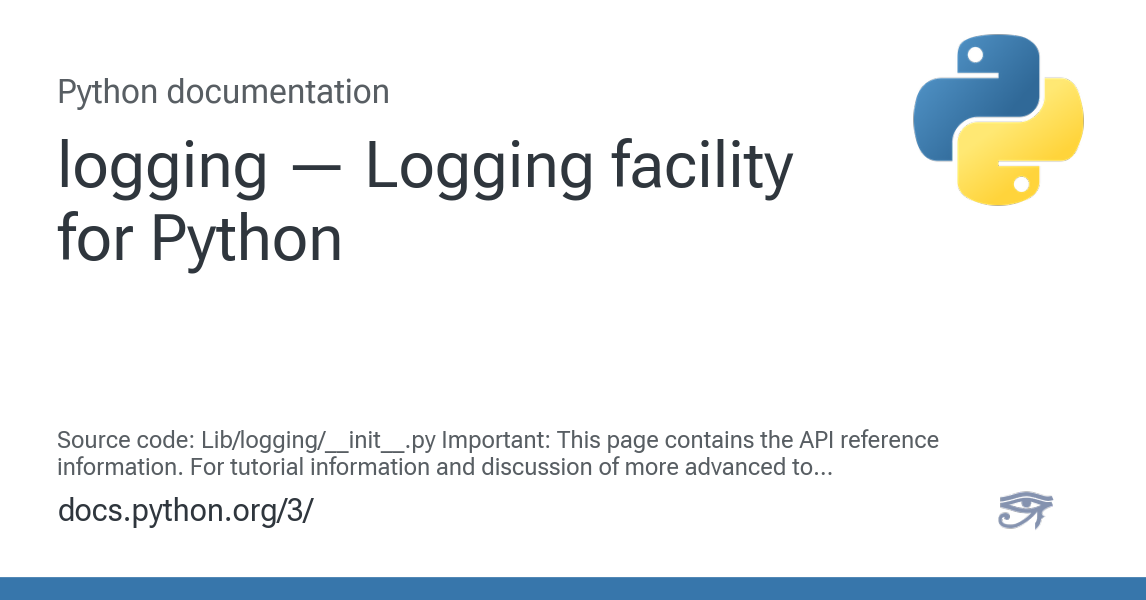 Python documentation
logging — Logging facility
for Python
Source code: Lib/logging/__init__.py Important: This page contains the API reference
information. For tutorial information and discussion of more advanced to...
docs.python.org/3/